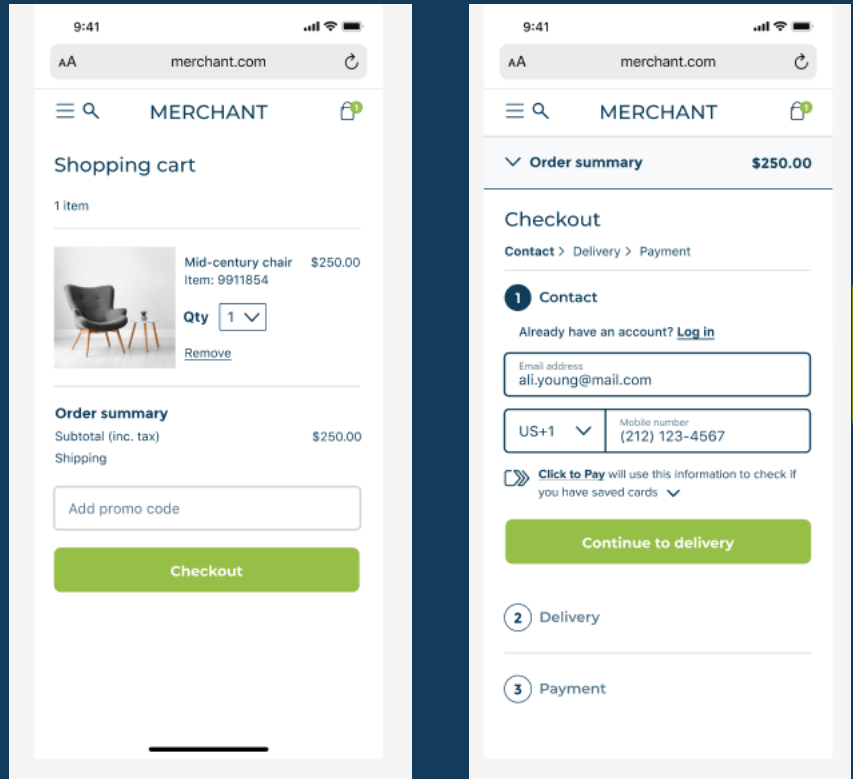 9:41
AA merchant.com
MERCHANT 1
Shopping cart
1 item
Mid-century chair $250.00
Item: 9911854
Qty 1
Remove
Order summary
Subtotal (inc. tax) $250.00
Shipping
Add promo code
Checkout
9:41
AA merchant.com
MERCHANT 1
Order summary $250.00
Checkout
Contact > Delivery > Payment
1 Contact
Already have an account? Log in
Email address
ali.young@mail.com
Mobile number
US+1 (212) 123-4567
Click to Pay will use this information to check if
you have saved cards
Continue to delivery
2 Delivery
3 Payment